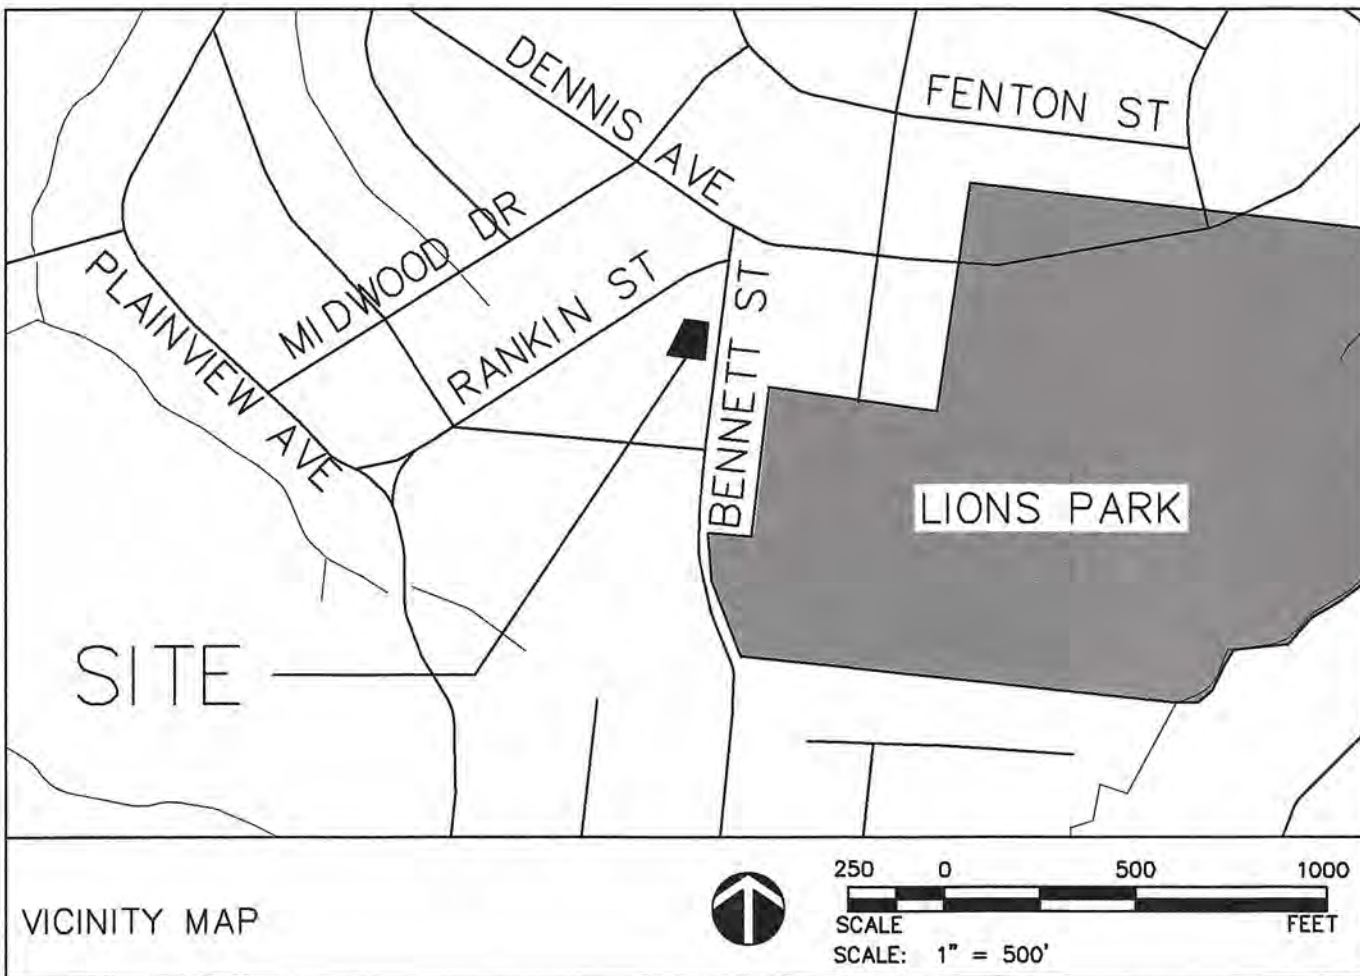 DENNIS AVE
FENTON ST
MIDWOOD DR
PLAINVIEW AVE
RANKIN ST
BENNETT ST
LIONS PARK
SITE
VICINITY MAP
250 0 500 1000
SCALE FEET
SCALE: 1" = 500'